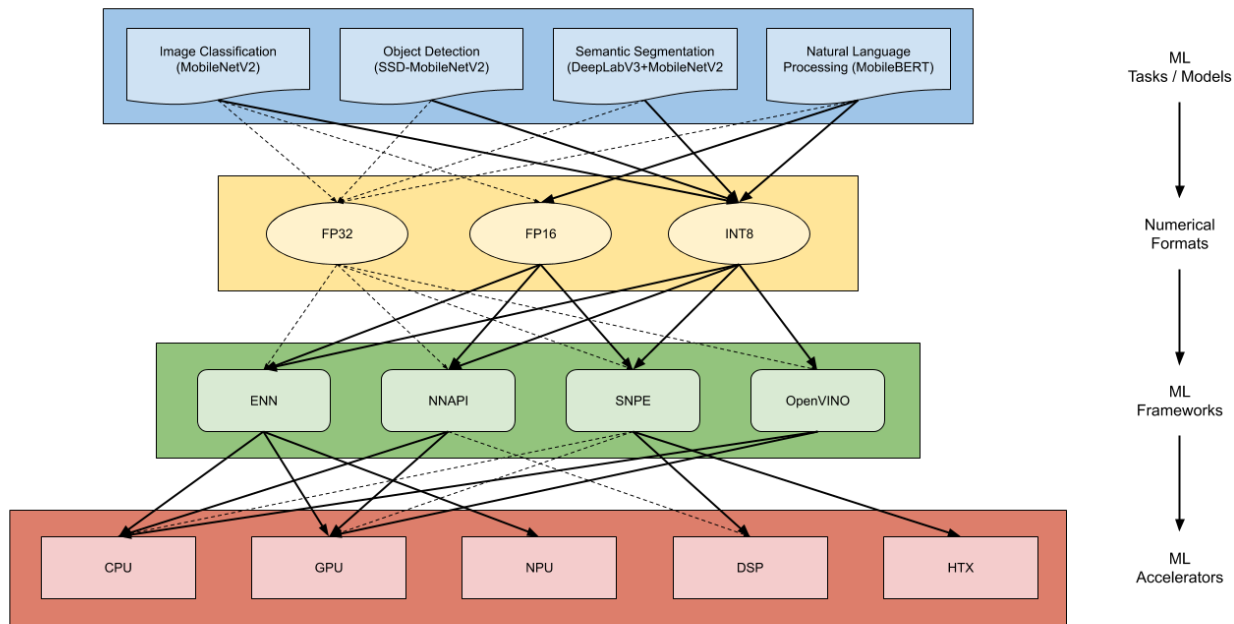 Image Classification
(MobileNetV2)
Object Detection
(SSD-MobileNetV2)
Semantic Segmentation
(DeepLabV3+MobileNetV2
Natural Language
Processing (MobileBERT)
ML
Tasks / Models
FP32
FP16
INT8
Numerical
Formats
ENN
NNAPI
SNPE
OpenVINO
ML
Frameworks
CPU
GPU
NPU
DSP
HTX
ML
Accelerators